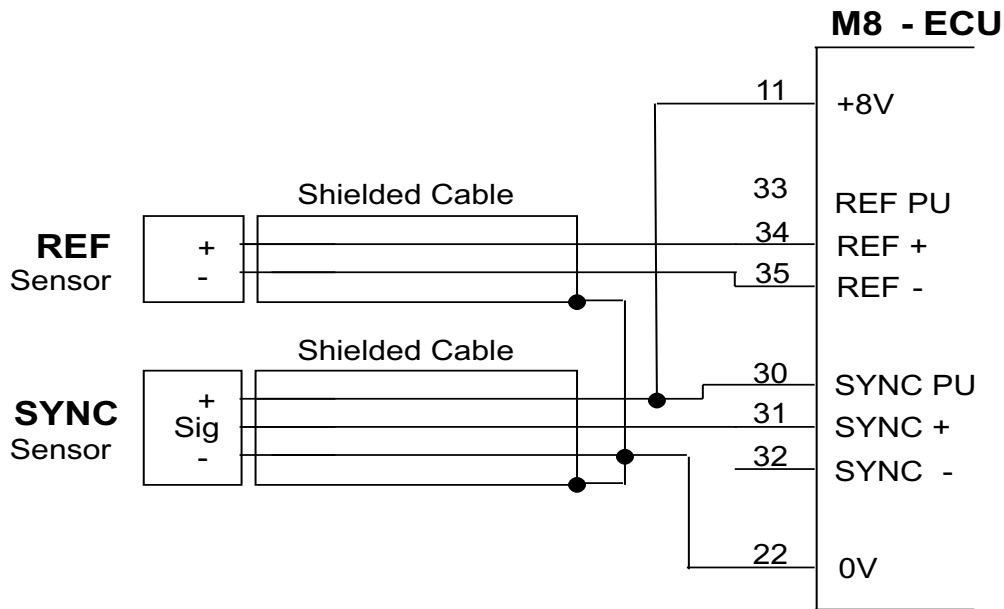 M8 - ECU
11 +8V
Shielded Cable
33 REF PU
REF + 34 REF +
Sensor - 35 REF -
Shielded Cable
+ 30 SYNC PU
SYNC Sig 31 SYNC +
Sensor - 32 SYNC -
22 0V